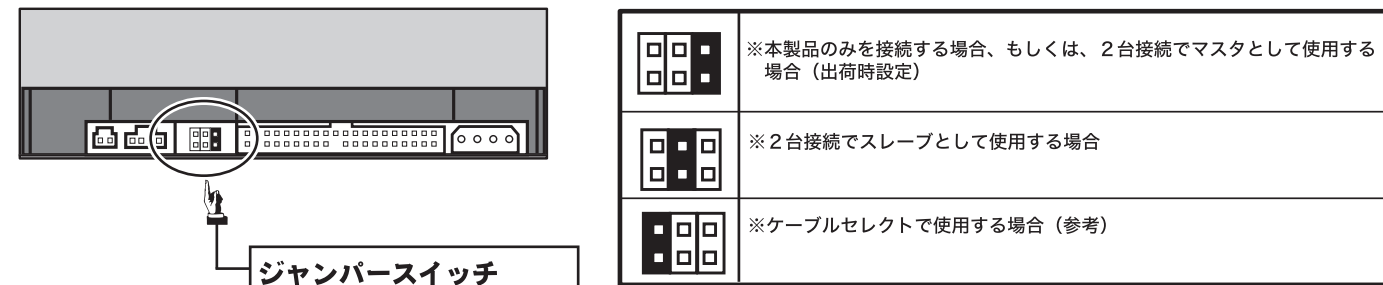 ジャンパースイッチ
※本製品のみを接続する場合、もしくは、２台接続でマスタとして使用する
場合（出荷時設定）
※２台接続でスレーブとして使用する場合
※ケーブルセレクトで使用する場合（参考）